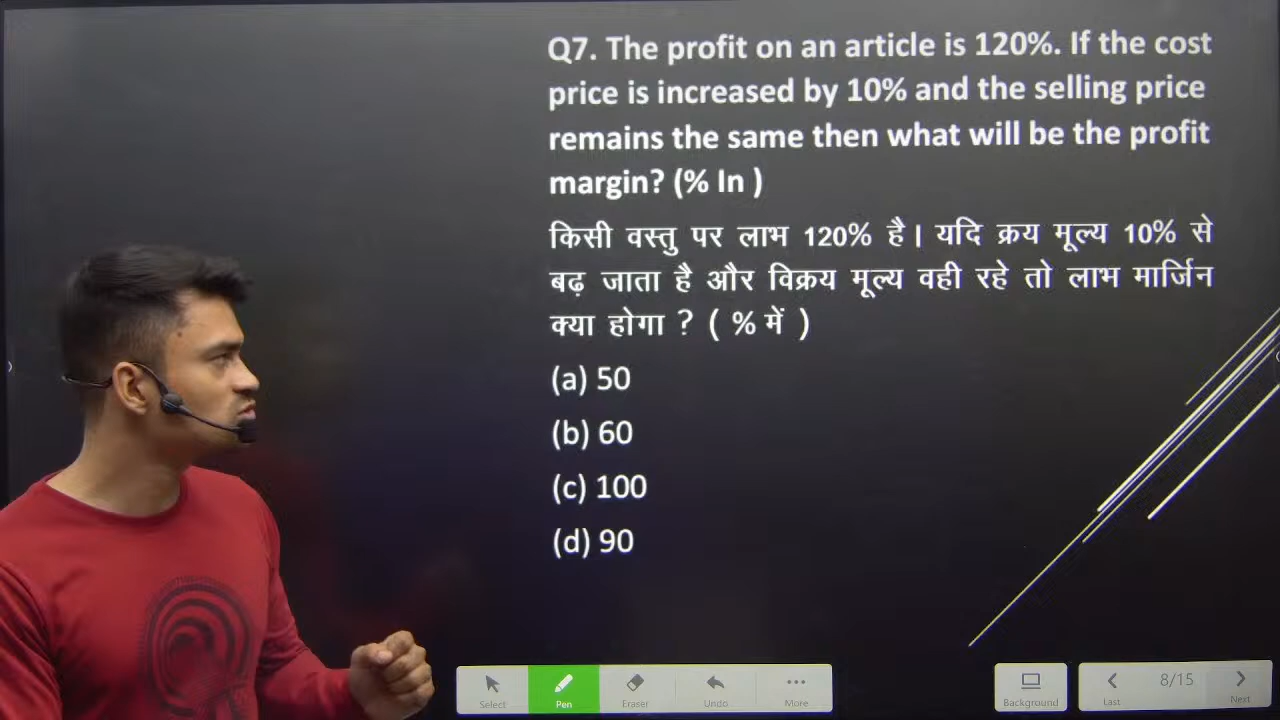 Q7. The profit on an article is 120%. If the cost
price is increased by 10% and the selling price
remains the same then what will be the profit
margin? (% In )
किसी वस्तु पर लाभ 120% है। यदि क्रय मूल्य 10% से
बढ़ जाता है और विक्रय मूल्य वही रहे तो लाभ मार्जिन
क्या होगा ? ( % में )
(a) 50
(b) 60
(c) 100
(d) 90
Select Pen Eraser Undo More Background Last 8/15 Next